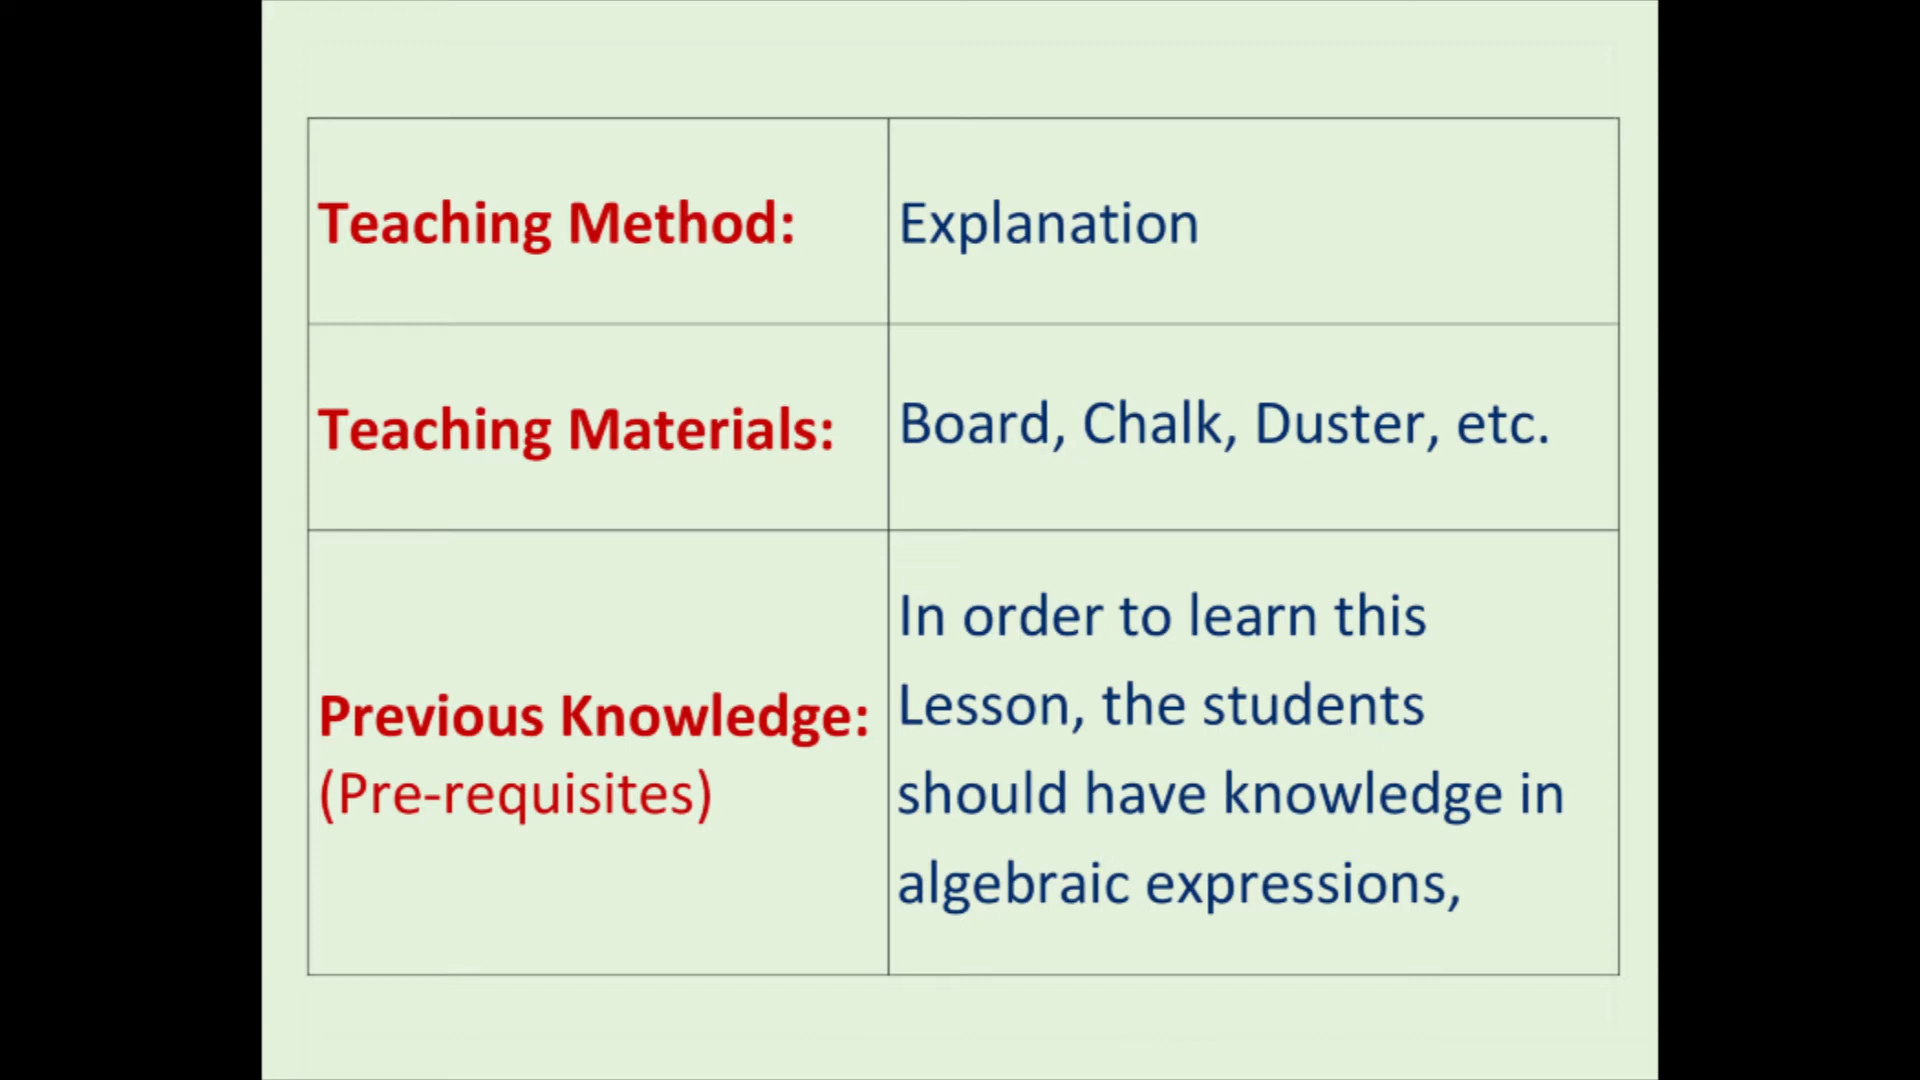 Teaching Method:
Explanation
Teaching Materials:
Board, Chalk, Duster, etc.
Previous Knowledge:
(Pre-requisites)
In order to learn this
Lesson, the students
should have knowledge in
algebraic expressions,